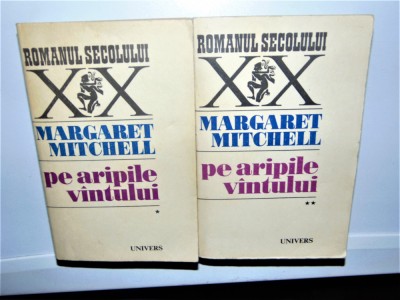 ROMANUL SECOLULUI
XX
MARGARET
MITCHELL
pe aripile
vîntului
*
UNIVERS
ROMANUL SECOLULUI
XX
MARGARET
MITCHELL
pe aripile
vîntului
**
UNIVERS